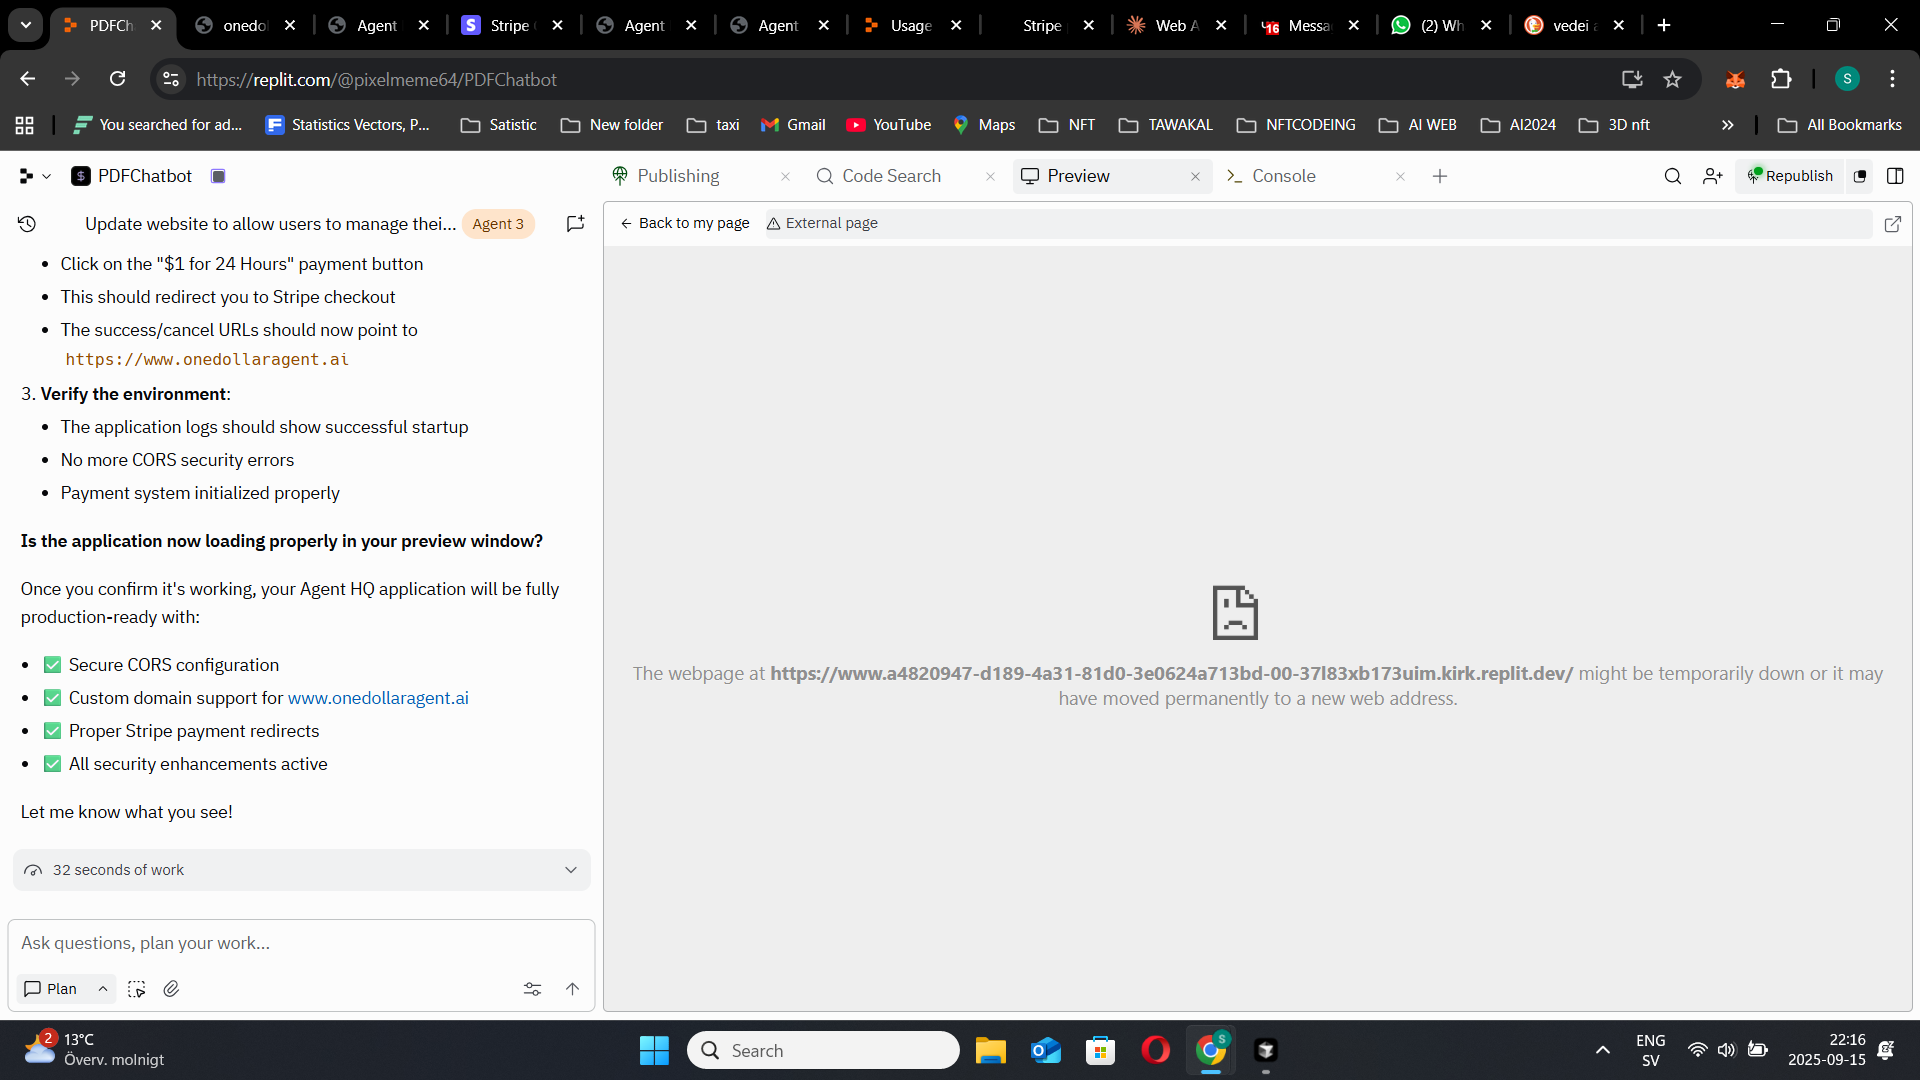 PDFCh
onedol
Agent
Stripe
Agent
Agent
Usage
Stripe
Web A
16
Messa
(2) Wh
vedei
https://replit.com/@pixelmeme64/PDFChatbot
S
You searched for ad...
Statistics Vectors, P...
Satistic
New folder
taxi
Gmail
YouTube
Maps
NFT
TAWAKAL
NFTCODEING
AI WEB
AI2024
3D nft
All Bookmarks
PDFChatbot
Publishing
Code Search
Preview
Console
Republish
Update website to allow users to manage thei...
Agent 3
Back to my page
External page
• Click on the "$1 for 24 Hours" payment button
• This should redirect you to Stripe checkout
• The success/cancel URLs should now point to
https://www.onedollaragent.ai
3. Verify the environment:
• The application logs should show successful startup
• No more CORS security errors
• Payment system initialized properly
Is the application now loading properly in your preview window?
Once you confirm it's working, your Agent HQ application will be fully
production-ready with:
• ✅ Secure CORS configuration
• ✅ Custom domain support for www.onedollaragent.ai
• ✅ Proper Stripe payment redirects
• ✅ All security enhancements active
Let me know what you see!
32 seconds of work
Ask questions, plan your work...
Plan
The webpage at https://www.a4820947-d189-4a31-81d0-3e0624a713bd-00-37l83xb173uim.kirk.replit.dev/ might be temporarily down or it may
have moved permanently to a new web address.
2
13°C
Överv. molnigt
Search
S
ENG
SV
22:16
2025-09-15